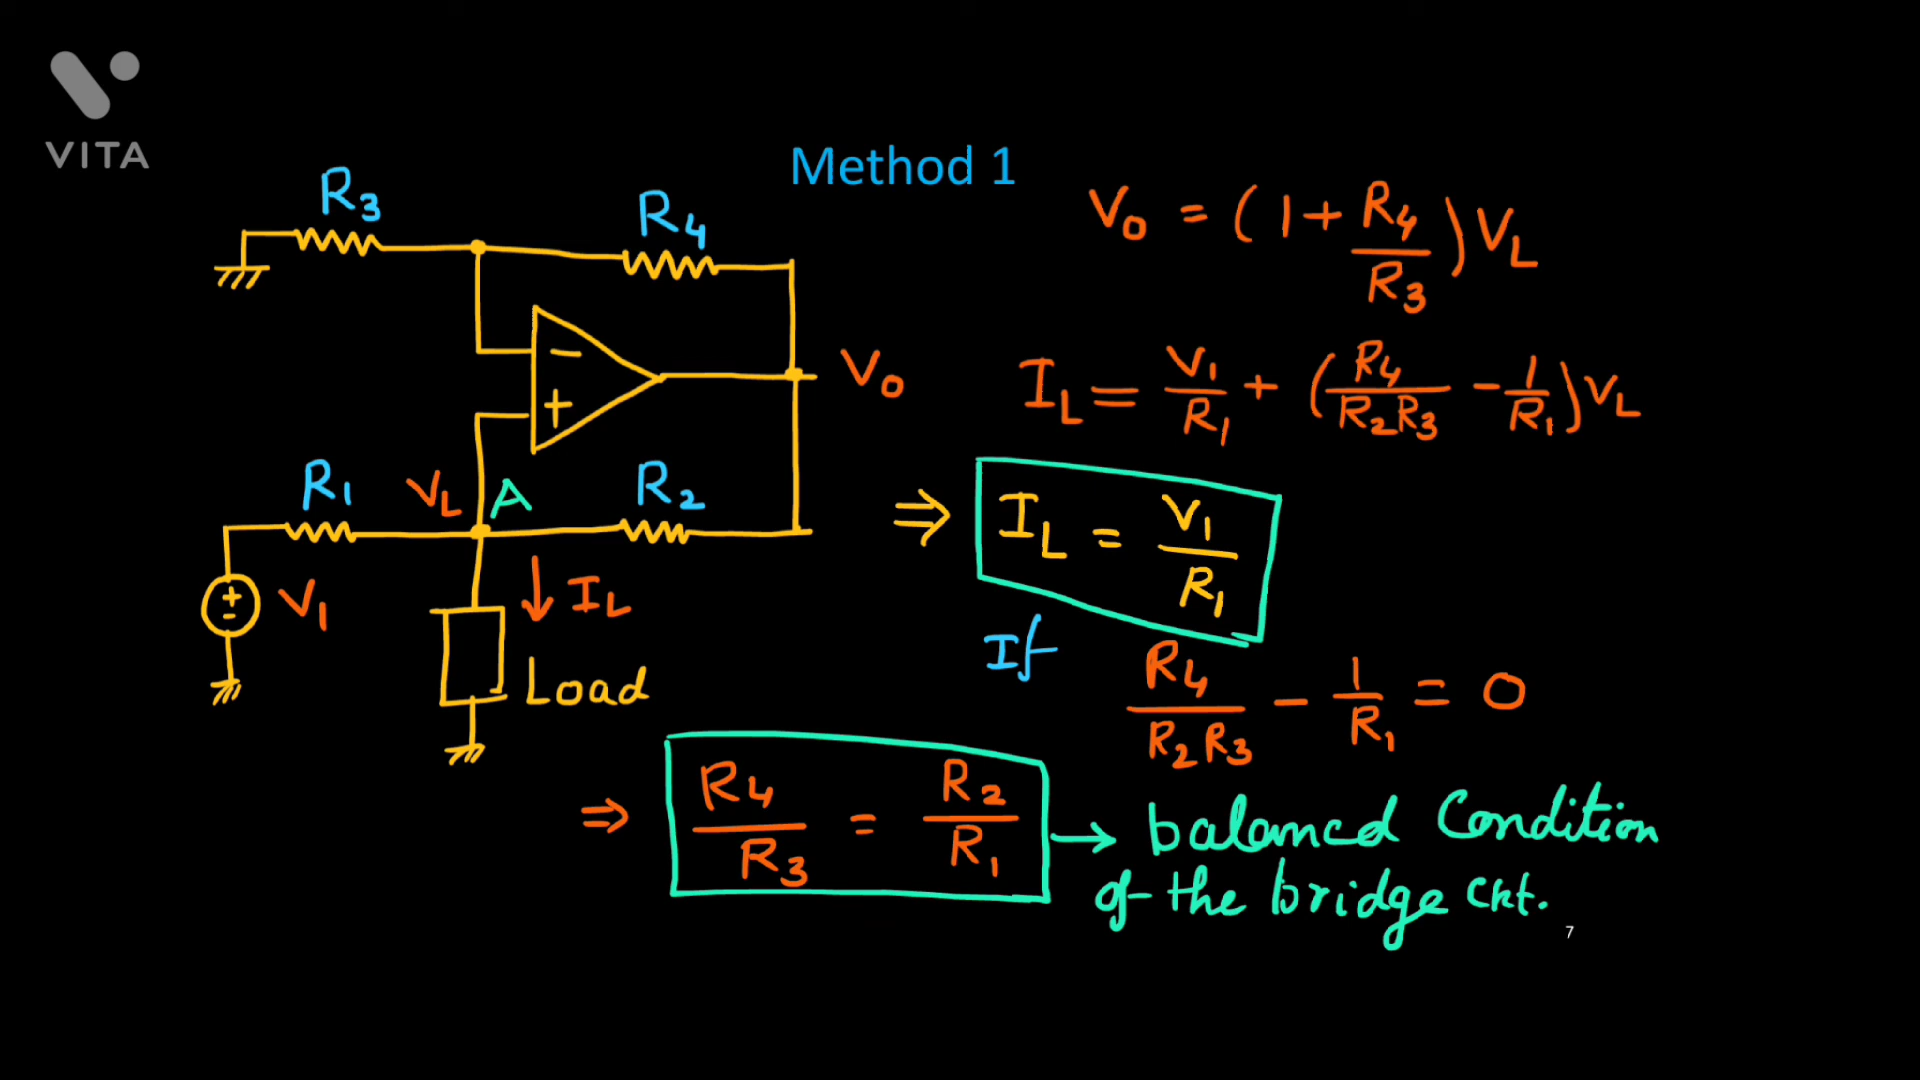 VITA
Method 1
R3
R4
V0 = (1 + R4/R3) VL
− +
V0
IL = V1/R1 + (R4/R2R3 − 1/R1) VL
R1 VL A R2
⇒ IL = V1/R1
+ − V1 ↓ IL
Load
If R4/R2R3 − 1/R1 = 0
⇒ R4/R3 = R2/R1 → balanced Condition
of the bridge ckt.
7